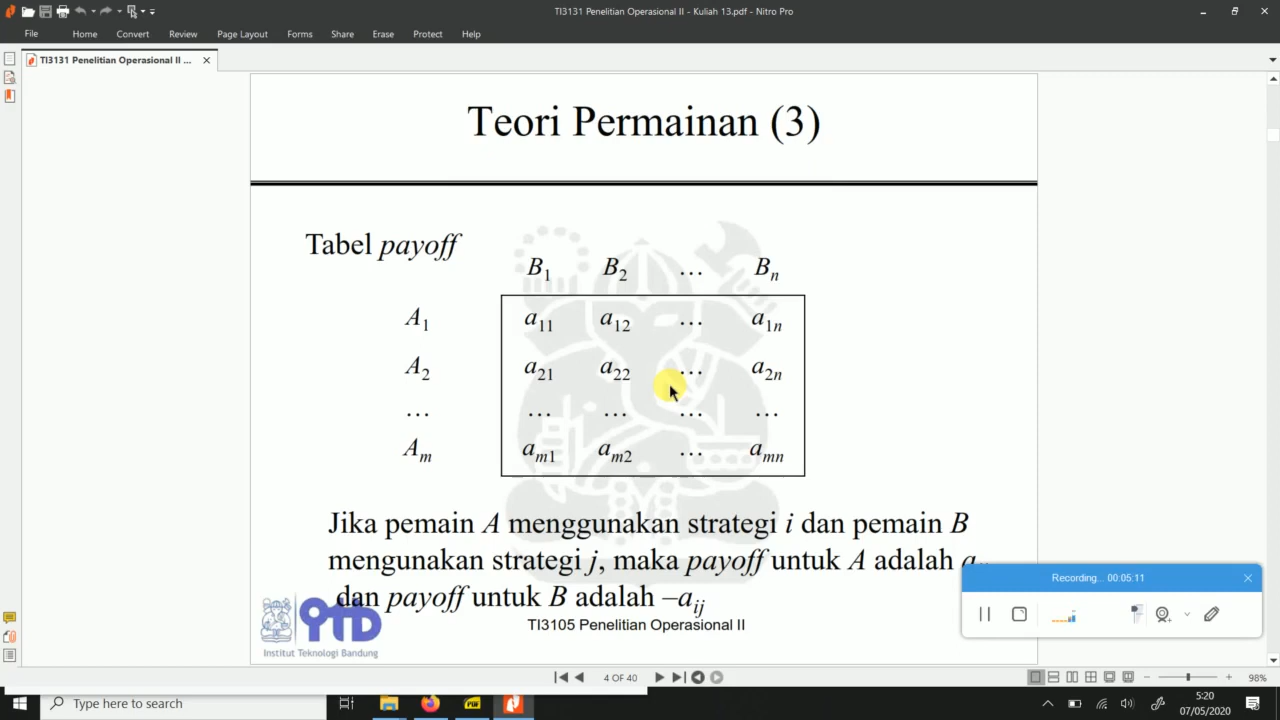 TI3131 Penelitian Operasional II - Kuliah 13.pdf - Nitro Pro
File Home Convert Review Page Layout Forms Share Erase Protect Help
TI3131 Penelitian Operasional II ...
Teori Permainan (3)
Tabel payoff
B1 B2 … Bn
A1 a11 a12 … a1n
A2 a21 a22 … a2n
… … … … …
Am am1 am2 … amn
Jika pemain A menggunakan strategi i dan pemain B
mengunakan strategi j, maka payoff untuk A adalah
dan payoff untuk B adalah –aij
TI3105 Penelitian Operasional II
ITB
Institut Teknologi Bandung
Recording... 00:05:11
4 OF 40
98%
Type here to search
PDF
5:20
07/05/2020